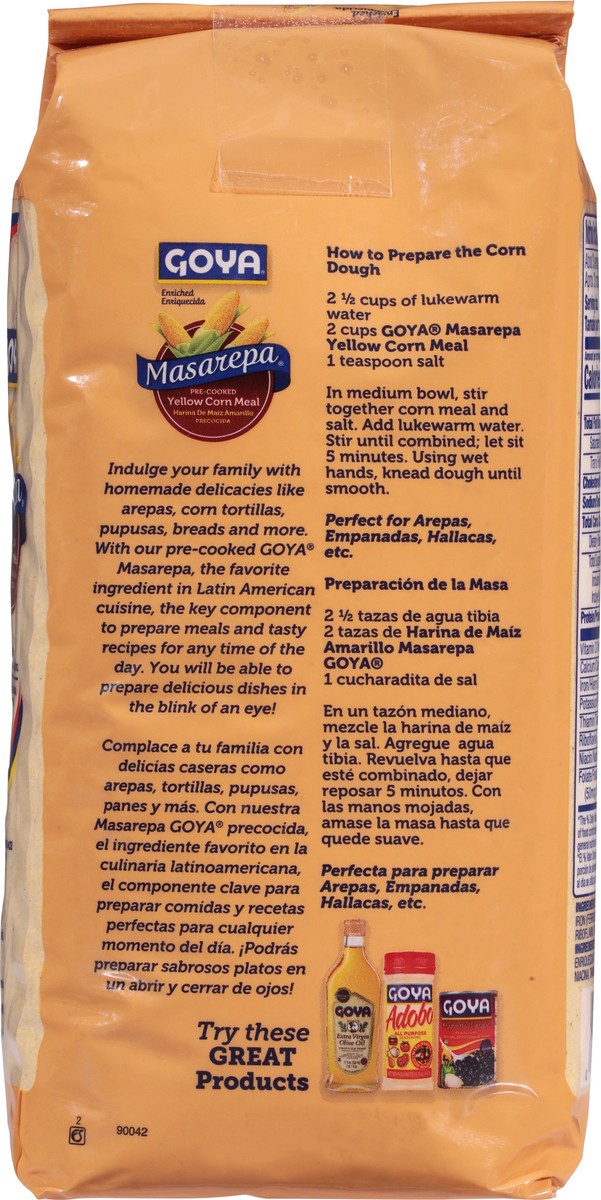 Enriched
GOYA
Enriched
Enriquecida
Masarepa®
PRE-COOKED
Yellow Corn Meal
Harina De Maíz Amarillo
PRECOCIDA
Indulge your family with
homemade delicacies like
arepas, corn tortillas,
pupusas, breads and more.
With our pre-cooked GOYA®
Masarepa, the favorite
ingredient in Latin American
cuisine, the key component
to prepare meals and tasty
recipes for any time of the
day. You will be able to
prepare delicious dishes in
the blink of an eye!
Complace a tu familia con
delicias caseras como
arepas, tortillas, pupusas,
panes y más. Con nuestra
Masarepa GOYA® precocida,
el ingrediente favorito en la
culinaria latinoamericana,
el componente clave para
preparar comidas y recetas
perfectas para cualquier
momento del día. ¡Podrás
preparar sabrosos platos en
un abrir y cerrar de ojos!
How to Prepare the Corn
Dough
2 ½ cups of lukewarm
water
2 cups GOYA® Masarepa
Yellow Corn Meal
1 teaspoon salt
In medium bowl, stir
together corn meal and
salt. Add lukewarm water.
Stir until combined; let sit
5 minutes. Using wet
hands, knead dough until
smooth.
Perfect for Arepas,
Empanadas, Hallacas,
etc.
Preparación de la Masa
2 ½ tazas de agua tibia
2 tazas de Harina de Maíz
Amarillo Masarepa
GOYA®
1 cucharadita de sal
En un tazón mediano,
mezcle la harina de maíz
y la sal. Agregue agua
tibia. Revuelva hasta que
esté combinado, dejar
reposar 5 minutos. Con
las manos mojadas,
amase la masa hasta que
quede suave.
Perfecta para preparar
Arepas, Empanadas,
Hallacas, etc.
Try these
GREAT
Products
GOYA
Extra Virgin
Olive Oil
GOYA
Adobo
ALL PURPOSE
GOYA
2
90042